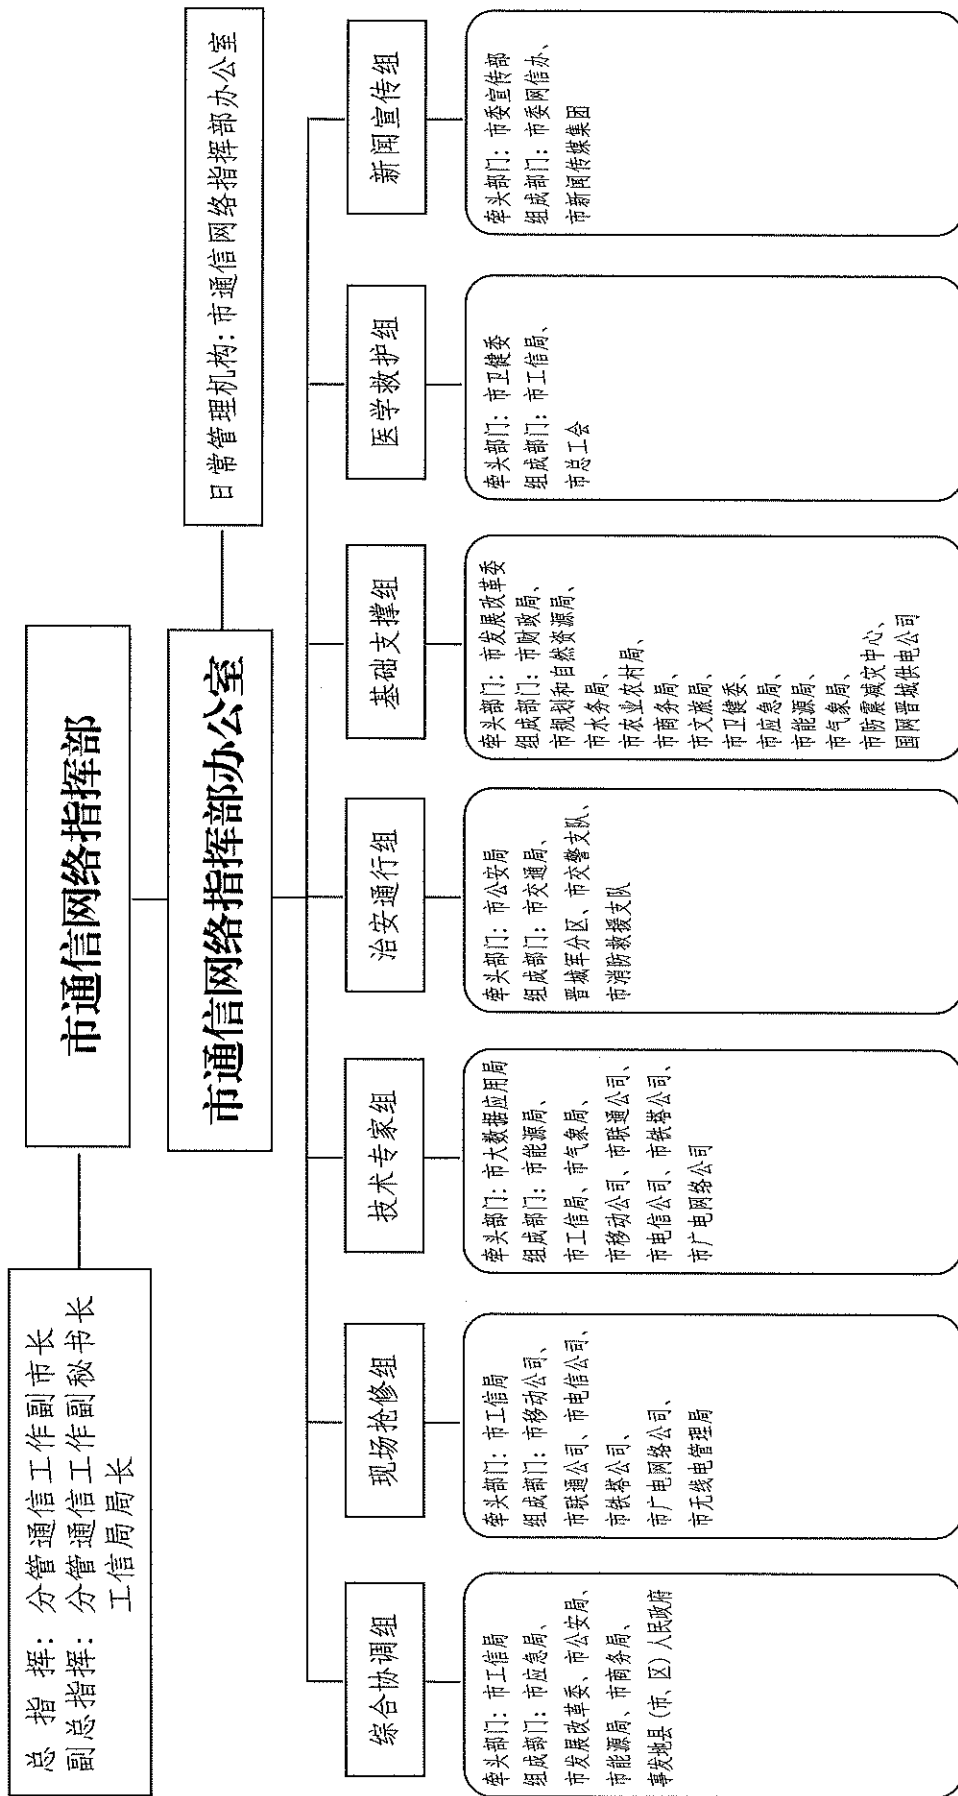 总 指 挥：分管通信工作副市长
副总指挥：分管通信工作副秘书长
工信局局长
市通信网络指挥部
市通信网络指挥部办公室
日常管理机构：市通信网络指挥部办公室
综合协调组
牵头部门：市工信局
组成部门：市应急局、
市发展改革委、市公安局、
市能源局、市商务局、
事发地县（市、区）人民政府
现场抢修组
牵头部门：市工信局
组成部门：市移动公司、
市联通公司、市电信公司、
市铁塔公司、
市广电网络公司、
市无线电管理局
技术专家组
牵头部门：市大数据应用局
组成部门：市能源局、
市工信局、市气象局、
市移动公司、市联通公司、
市电信公司、市铁塔公司、
市广电网络公司
治安通行组
牵头部门：市公安局
组成部门：市交通局、
晋城军分区、市交警支队、
市消防救援支队
基础支撑组
牵头部门：市发展改革委
组成部门：市财政局、
市规划和自然资源局、
市水务局、
市农业农村局、
市商务局、
市文旅局、
市卫健委、
市应急局、
市能源局、
市气象局、
市防震减灾中心、
国网晋城供电公司
医学救护组
牵头部门：市卫健委
组成部门：市工信局、
市总工会
新闻宣传组
牵头部门：市委宣传部
组成部门：市委网信办、
市新闻传媒集团